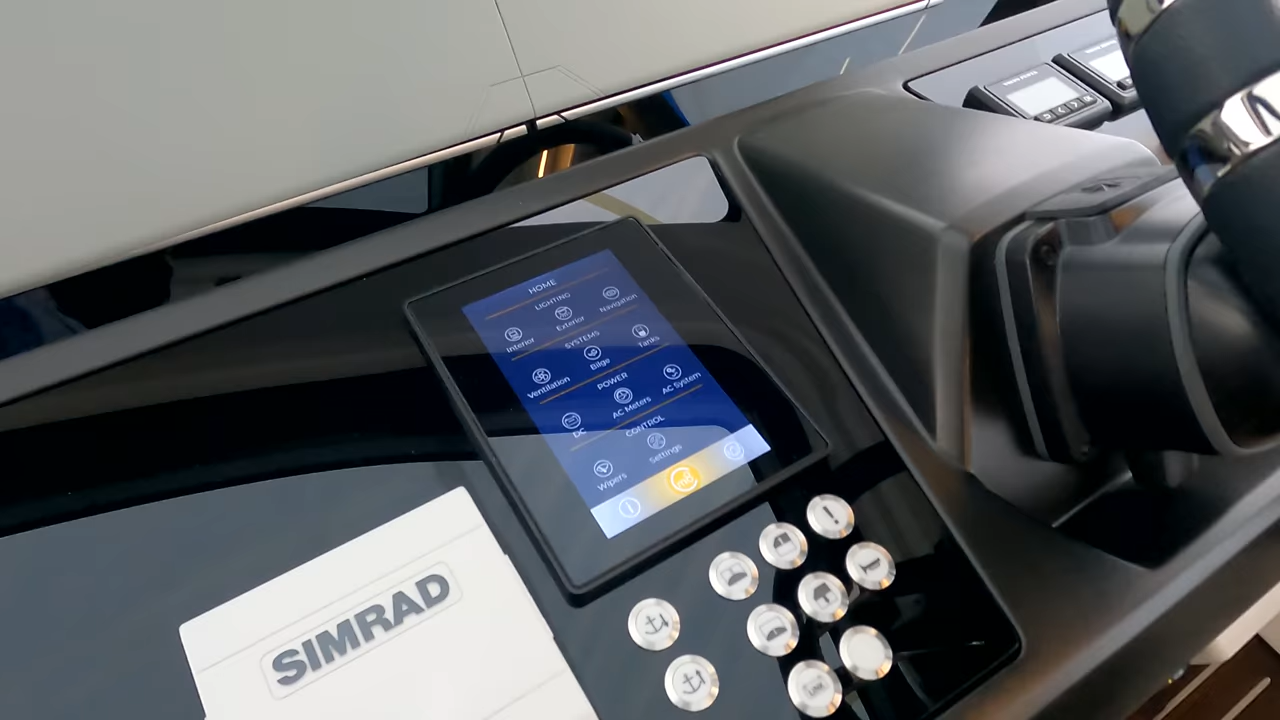 HOME
LIGHTING
Interior Exterior Navigation
SYSTEMS
Ventilation Bilge Tanks
POWER
DC AC Meters AC System
CONTROL
Wipers Settings
SIMRAD
LINK